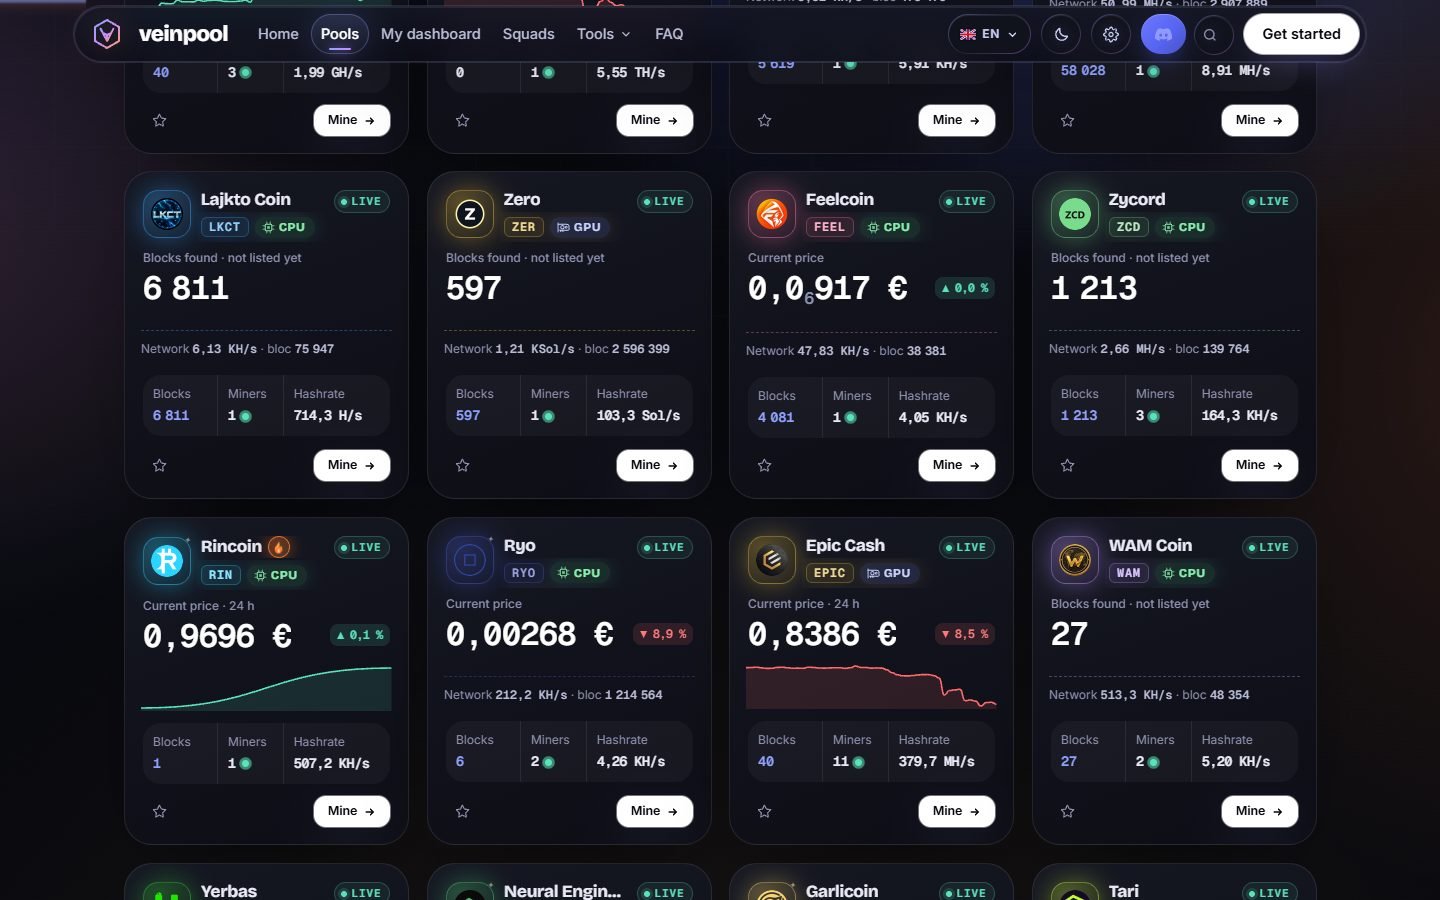 veinpool Home Pools My dashboard Squads Tools FAQ EN Get started
40 3 1,99 GH/s
0 1 5,55 TH/s
5 619 1 5,91 KH/s
58 028 1 8,91 MH/s
Mine →
Mine →
Mine →
Mine →
Lajkto Coin LIVE
LKCT CPU
Blocks found · not listed yet
6 811
Network 6,13 KH/s · bloc 75 947
Blocks Miners Hashrate
6 811 1 714,3 H/s
Mine →
Zero LIVE
Z
ZER GPU
Blocks found · not listed yet
597
Network 1,21 KSol/s · bloc 2 596 399
Blocks Miners Hashrate
597 1 103,3 Sol/s
Mine →
Feelcoin LIVE
FEEL CPU
Current price
0,0₆917 € ▲ 0,0 %
Network 47,83 KH/s · bloc 38 381
Blocks Miners Hashrate
4 081 1 4,05 KH/s
Mine →
Zycord LIVE
ZCD
ZCD CPU
Blocks found · not listed yet
1 213
Network 2,66 MH/s · bloc 139 764
Blocks Miners Hashrate
1 213 3 164,3 KH/s
Mine →
Rincoin LIVE
RIN CPU
Current price · 24 h
0,9696 € ▲ 0,1 %
Blocks Miners Hashrate
1 1 507,2 KH/s
Mine →
Ryo LIVE
RYO CPU
Current price
0,00268 € ▼ 8,9 %
Network 212,2 KH/s · bloc 1 214 564
Blocks Miners Hashrate
6 2 4,26 KH/s
Mine →
Epic Cash LIVE
EPIC GPU
Current price · 24 h
0,8386 € ▼ 8,5 %
Blocks Miners Hashrate
40 11 379,7 MH/s
Mine →
WAM Coin LIVE
WAM CPU
Blocks found · not listed yet
27
Network 513,3 KH/s · bloc 48 354
Blocks Miners Hashrate
27 2 5,20 KH/s
Mine →
Yerbas LIVE
Neural Engin... LIVE
Garlicoin LIVE
Tari LIVE